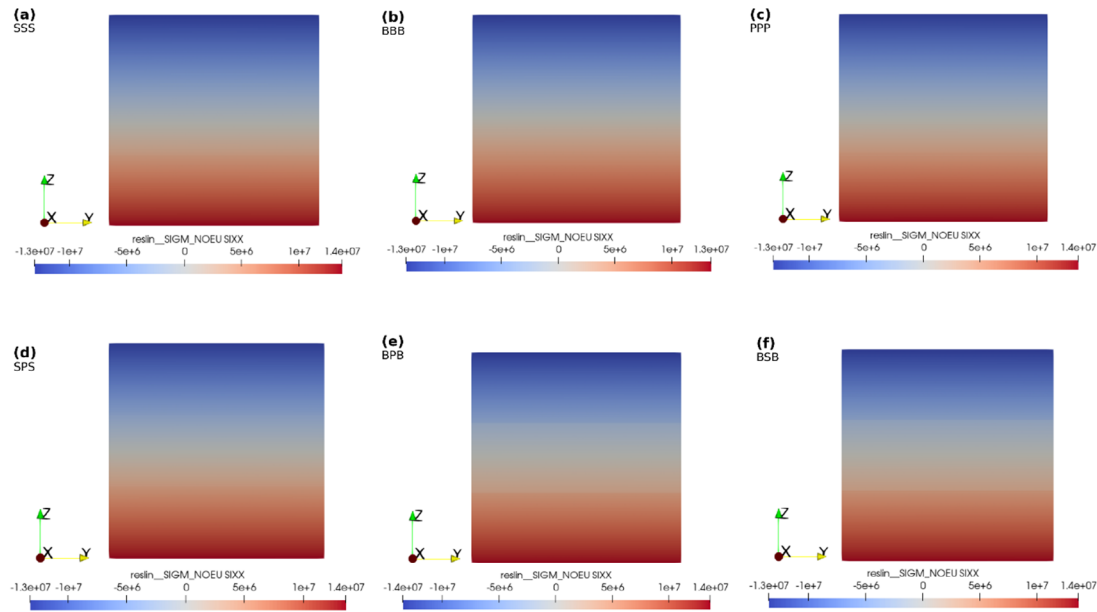 (a)
SSS
Z
X
Y
reslin__SIGM_NOEU SIXX
-1.3e+07 -1e+7 -5e+6 0 5e+6 1e+7 1.4e+07
(b)
BBB
Z
X
Y
reslin__SIGM_NOEU SIXX
-1.3e+07 -1e+7 -5e+6 0 5e+6 1e+7 1.3e+07
(c)
PPP
Z
X
Y
reslin__SIGM_NOEU SIXX
-1.3e+07 -1e+7 -5e+6 0 5e+6 1e+7 1.4e+07
(d)
SPS
Z
X
Y
reslin__SIGM_NOEU SIXX
-1.3e+07 -1e+7 -5e+6 0 5e+6 1e+7 1.4e+07
(e)
BPB
Z
X
Y
reslin__SIGM_NOEU SIXX
-1.4e+07 -1e+7 -5e+6 0 5e+6 1e+7 1.4e+07
(f)
BSB
Z
X
Y
reslin__SIGM_NOEU SIXX
-1.3e+07 -1e+7 -5e+6 0 5e+6 1e+7 1.4e+07